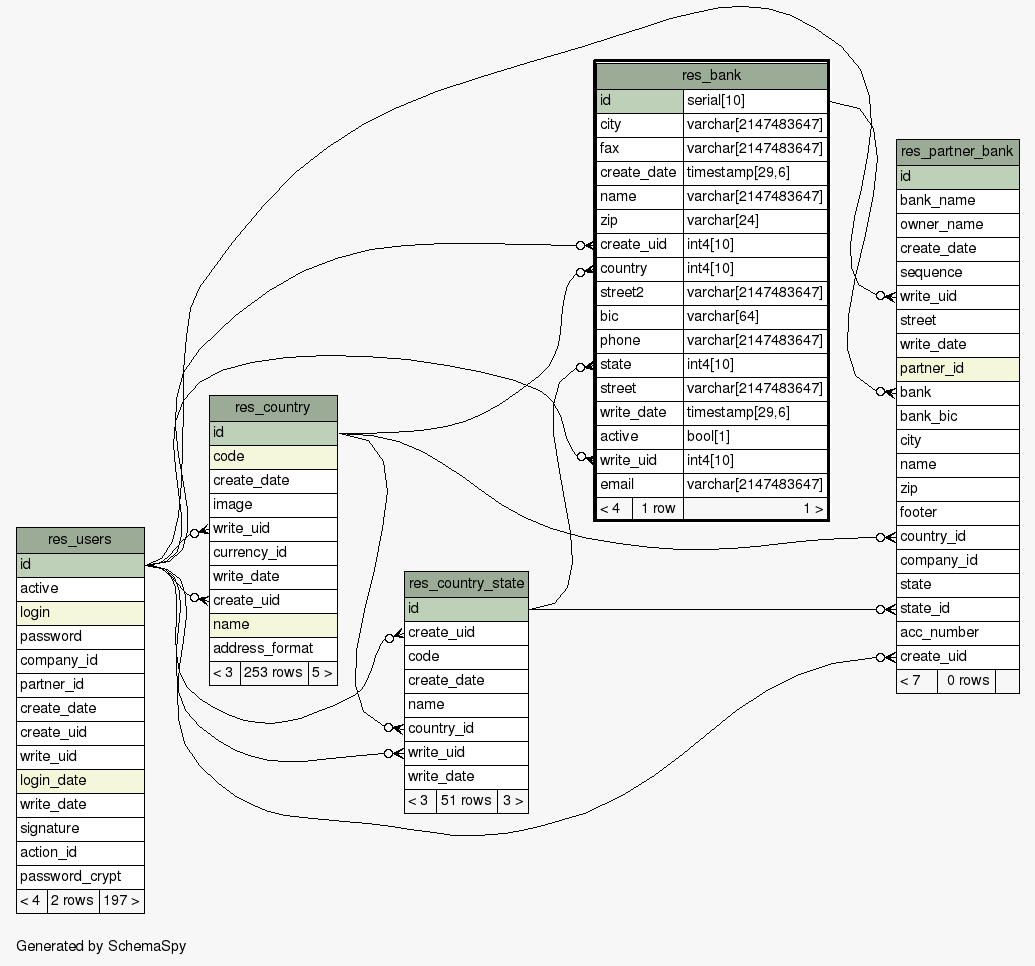 res_bank
id serial[10]
city varchar[2147483647]
fax varchar[2147483647]
create_date timestamp[29,6]
name varchar[2147483647]
zip varchar[24]
create_uid int4[10]
country int4[10]
street2 varchar[2147483647]
bic varchar[64]
phone varchar[2147483647]
state int4[10]
street varchar[2147483647]
write_date timestamp[29,6]
active bool[1]
write_uid int4[10]
email varchar[2147483647]
< 4 1 row 1 >
res_partner_bank
id
bank_name
owner_name
create_date
sequence
write_uid
street
write_date
partner_id
bank
bank_bic
city
name
zip
footer
country_id
company_id
state
state_id
acc_number
create_uid
< 7 0 rows
res_country
id
code
create_date
image
write_uid
currency_id
write_date
create_uid
name
address_format
< 3 253 rows 5 >
res_users
id
active
login
password
company_id
partner_id
create_date
create_uid
write_uid
login_date
write_date
signature
action_id
password_crypt
< 4 2 rows 197 >
res_country_state
id
create_uid
code
create_date
name
country_id
write_uid
write_date
< 3 51 rows 3 >
Generated by SchemaSpy